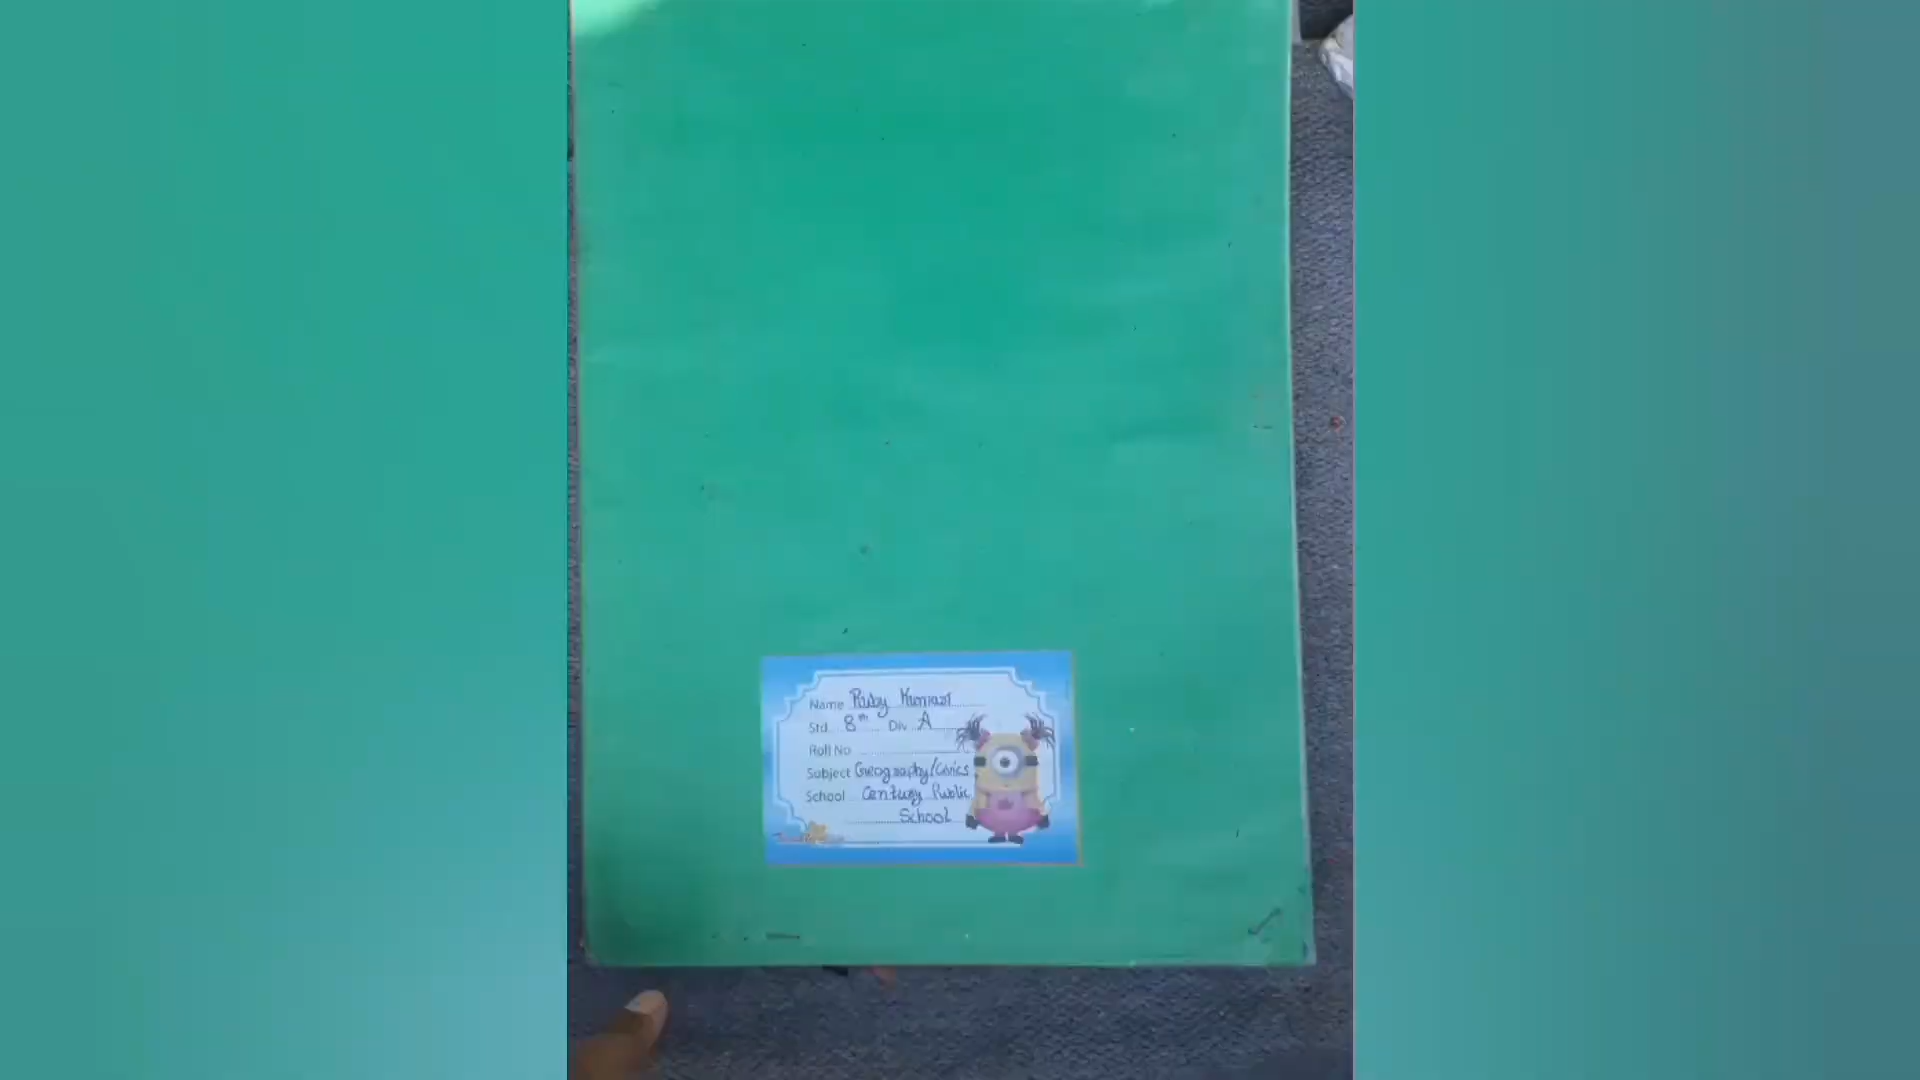 Name Ruby Kumari
Std. 8th Div A
Roll No
Subject Geography/Civics
School Century Public
School